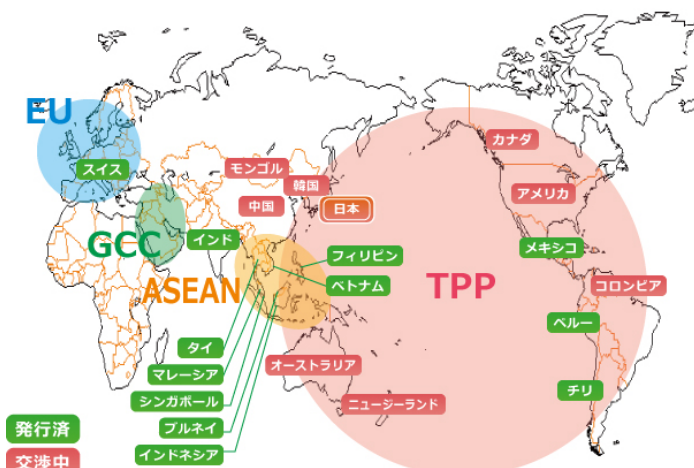 EU
スイス
GCC
インド
ASEAN
モンゴル
韓国
中国
日本
フィリピン
ベトナム
タイ
マレーシア
シンガポール
ブルネイ
インドネシア
TPP
カナダ
アメリカ
メキシコ
コロンビア
ペルー
チリ
オーストラリア
ニュージーランド
発行済
交渉中